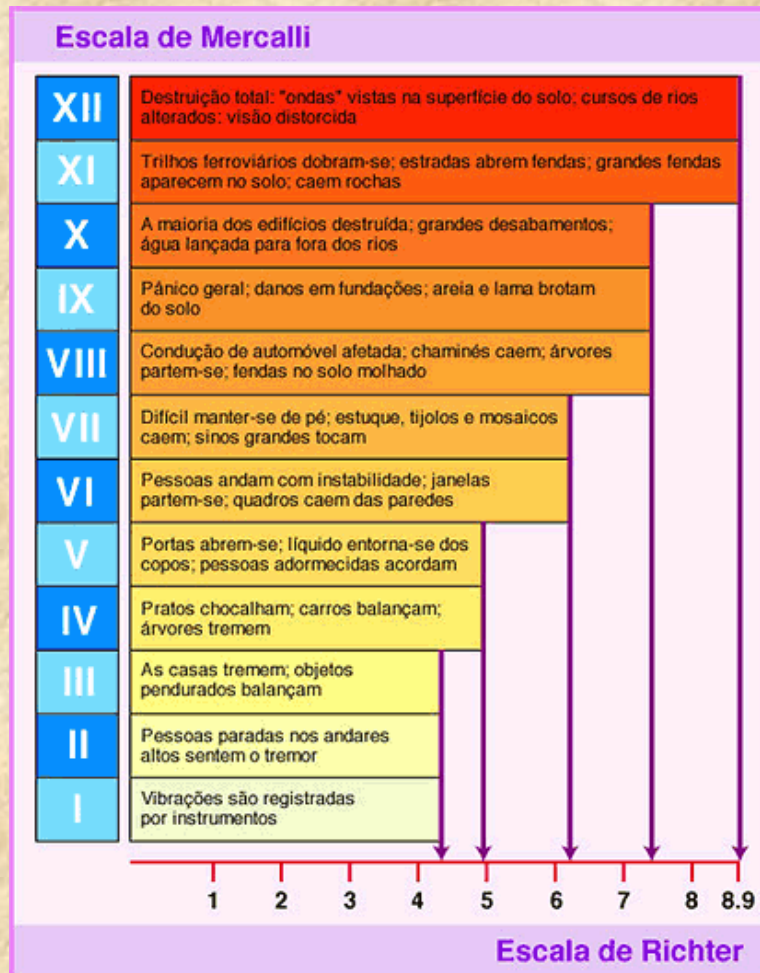 Escala de Mercalli
XII
Destruição total: "ondas" vistas na superfície do solo; cursos de rios
alterados: visão distorcida
XI
Trilhos ferroviários dobram-se; estradas abrem fendas; grandes fendas
aparecem no solo; caem rochas
X
A maioria dos edifícios destruída; grandes desabamentos;
água lançada para fora dos rios
IX
Pânico geral; danos em fundações; areia e lama brotam
do solo
VIII
Condução de automóvel afetada; chaminés caem; árvores
partem-se; fendas no solo molhado
VII
Difícil manter-se de pé; estuque, tijolos e mosaicos
caem; sinos grandes tocam
VI
Pessoas andam com instabilidade; janelas
partem-se; quadros caem das paredes
V
Portas abrem-se; líquido entorna-se dos
copos; pessoas adormecidas acordam
IV
Pratos chocalham; carros balançam;
árvores tremem
III
As casas tremem; objetos
pendurados balançam
II
Pessoas paradas nos andares
altos sentem o tremor
I
Vibrações são registradas
por instrumentos
1 2 3 4 5 6 7 8 8.9
Escala de Richter